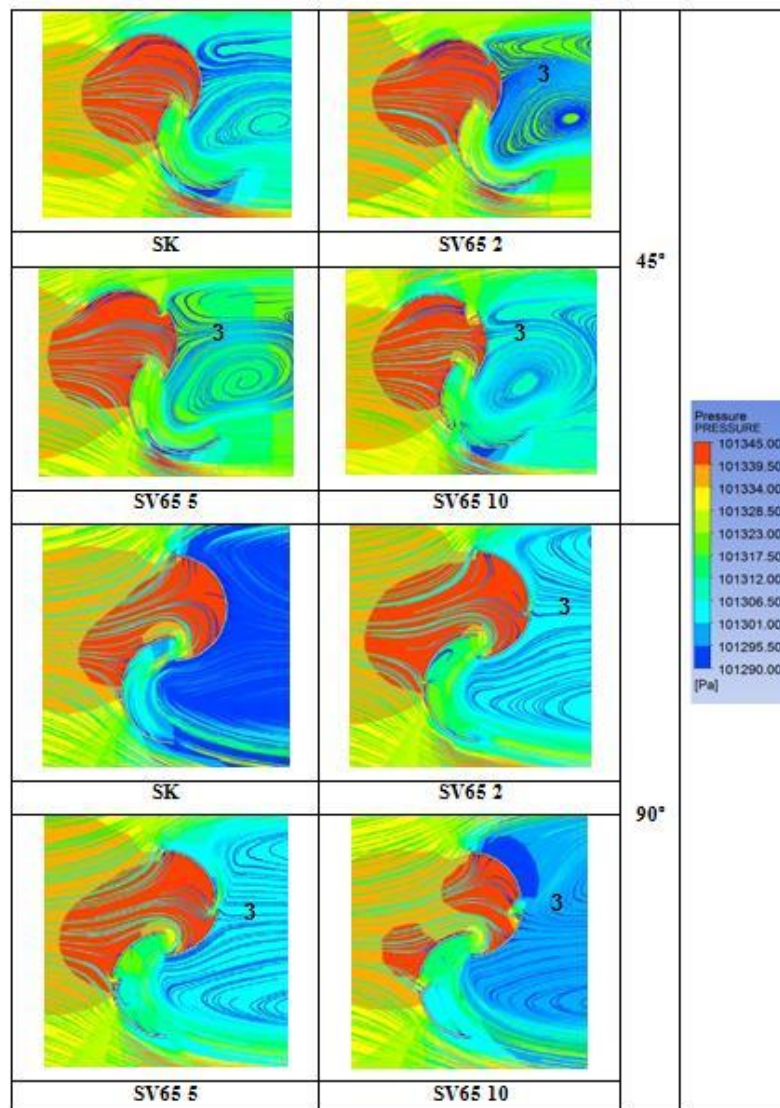 3
SK
SV65 2
45°
3
3
SV65 5
SV65 10
Pressure
PRESSURE
101345.00
101339.50
101334.00
101328.50
101323.00
101317.50
101312.00
101306.50
101301.00
101295.50
101290.00
[Pa]
3
SK
SV65 2
90°
3
3
SV65 5
SV65 10